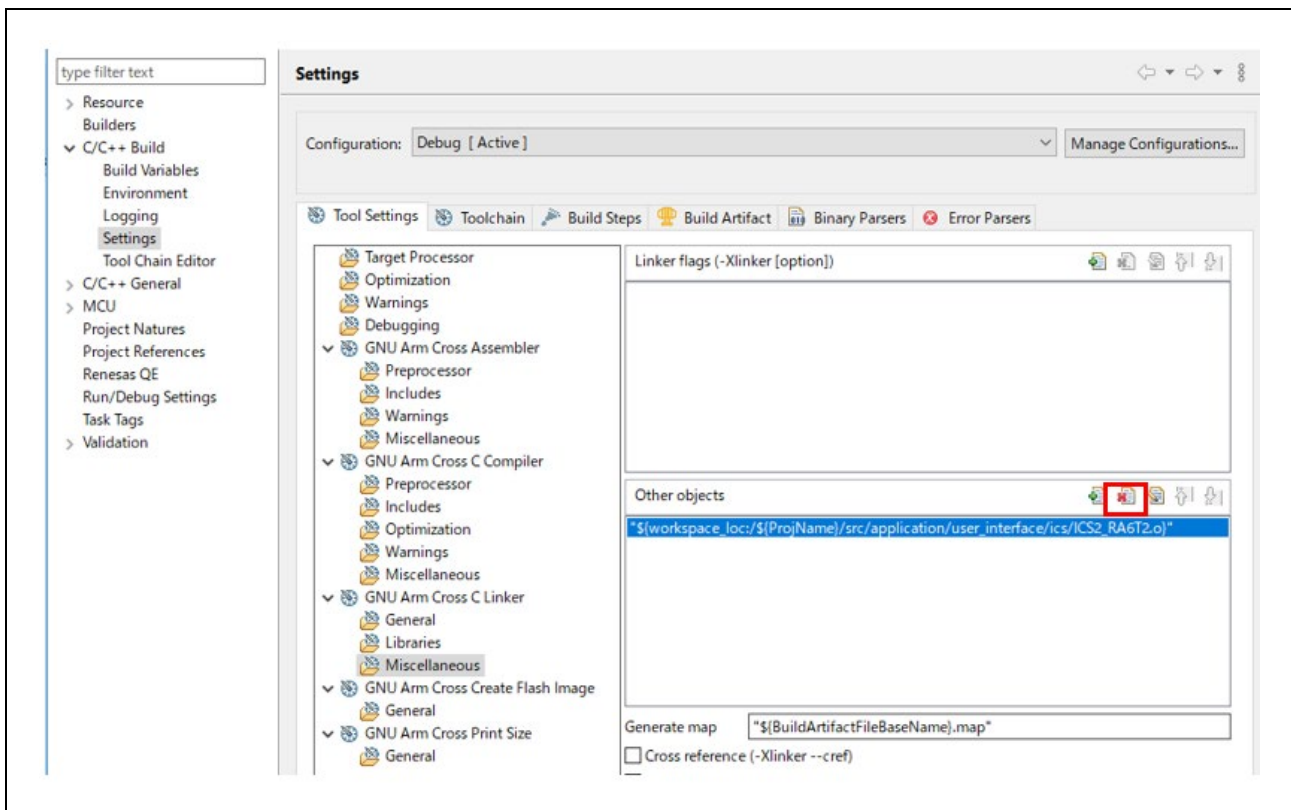 type filter text
Resource
Builders
C/C++ Build
Build Variables
Environment
Logging
Settings
Tool Chain Editor
C/C++ General
MCU
Project Natures
Project References
Renesas QE
Run/Debug Settings
Task Tags
Validation
Settings
Configuration: Debug [ Active ] Manage Configurations...
Tool Settings Toolchain Build Steps Build Artifact Binary Parsers Error Parsers
Target Processor
Optimization
Warnings
Debugging
GNU Arm Cross Assembler
Preprocessor
Includes
Warnings
Miscellaneous
GNU Arm Cross C Compiler
Preprocessor
Includes
Optimization
Warnings
Miscellaneous
GNU Arm Cross C Linker
General
Libraries
Miscellaneous
GNU Arm Cross Create Flash Image
General
GNU Arm Cross Print Size
General
Linker flags (-Xlinker [option])
Other objects
"${workspace_loc:/${ProjName}/src/application/user_interface/ics/ICS2_RA6T2.o}"
Generate map "${BuildArtifactFileBaseName}.map"
Cross reference (-Xlinker --cref)